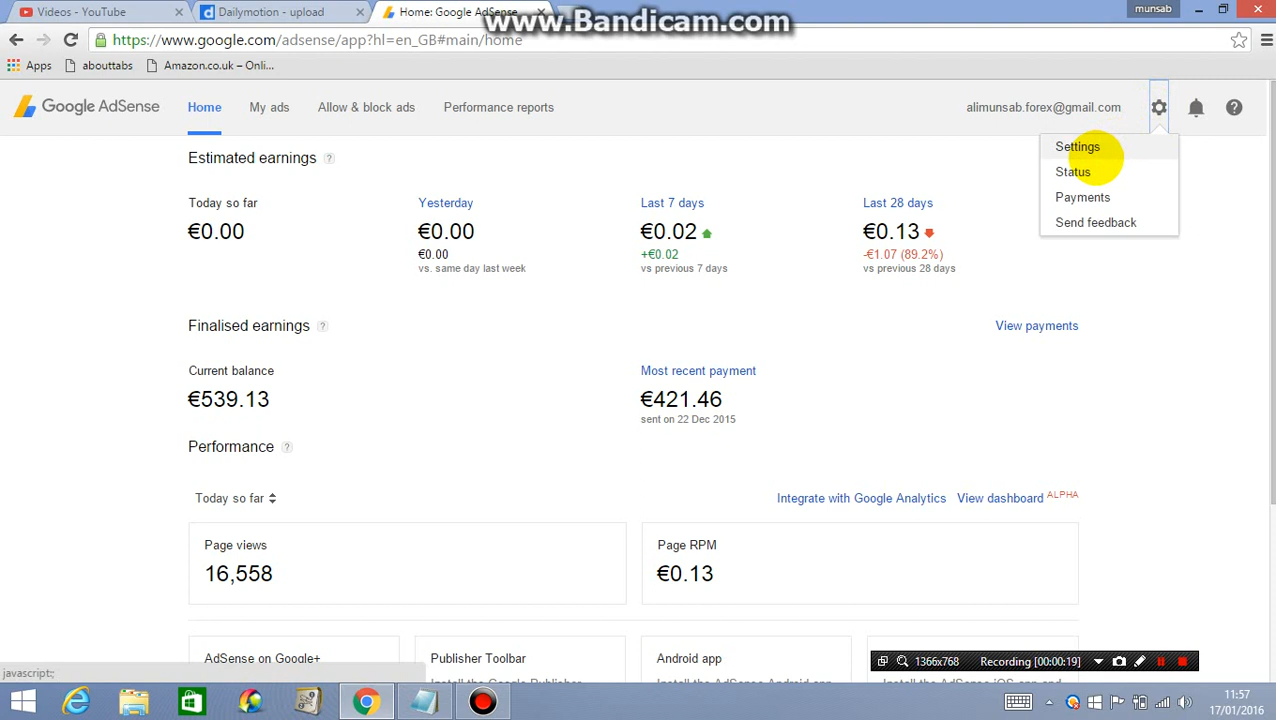 Videos - YouTube
Dailymotion - upload
Home: Google AdSense
munsab
www.Bandicam.com
https://www.google.com/adsense/app?hl=en_GB#main/home
Apps
abouttabs
Amazon.co.uk – Onli...
Google AdSense
Home
My ads
Allow & block ads
Performance reports
alimunsab.forex@gmail.com
Settings
Status
Payments
Send feedback
Estimated earnings ?
Today so far
Yesterday
Last 7 days
Last 28 days
€0.00
€0.00
€0.02
€0.13
€0.00
+€0.02
-€1.07 (89.2%)
vs. same day last week
vs previous 7 days
vs previous 28 days
Finalised earnings ?
View payments
Current balance
Most recent payment
€539.13
€421.46
sent on 22 Dec 2015
Performance ?
Today so far
Integrate with Google Analytics
View dashboard ALPHA
Page views
Page RPM
16,558
€0.13
AdSense on Google+
Publisher Toolbar
Android app
1366x768
Recording [00:00:19]
javascript:;
11:57
17/01/2016